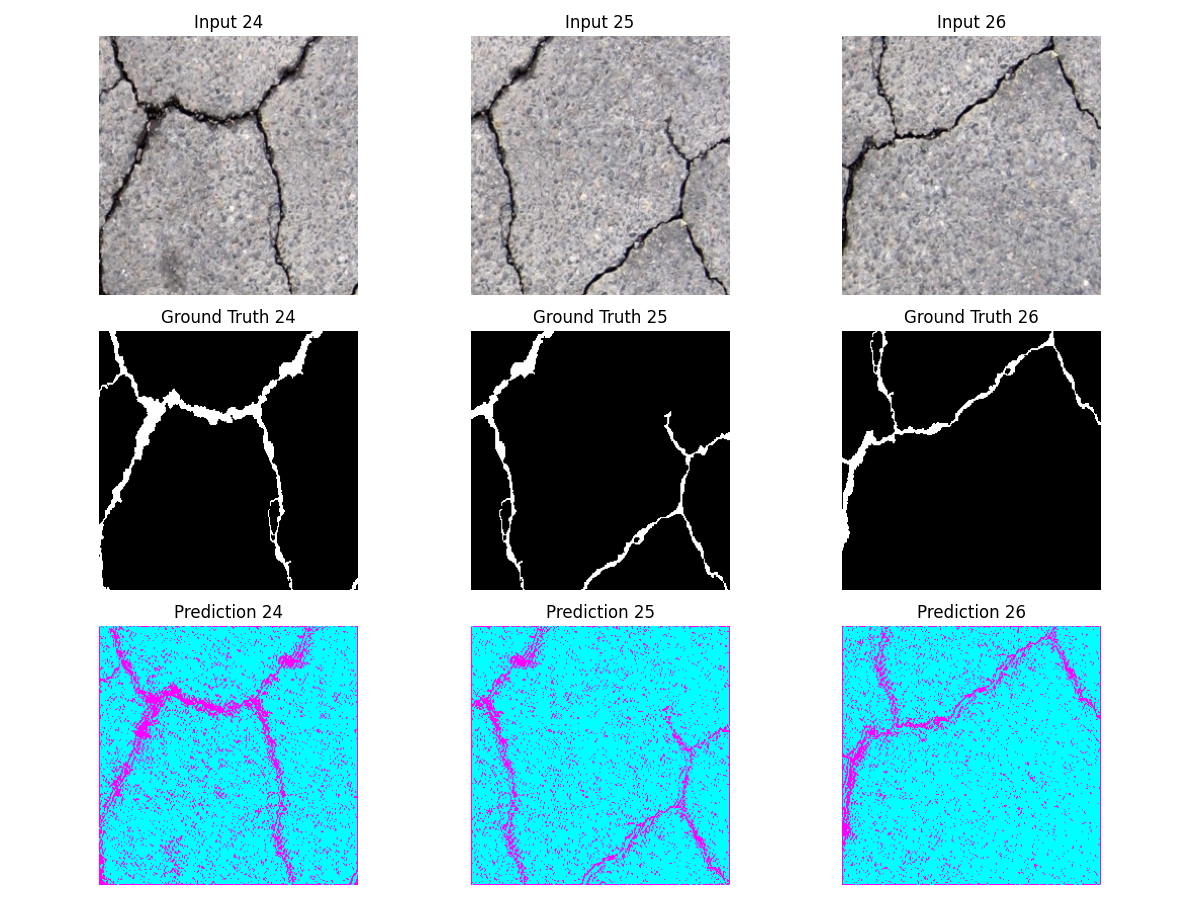 Input 24
Input 25
Input 26
Ground Truth 24
Ground Truth 25
Ground Truth 26
Prediction 24
Prediction 25
Prediction 26